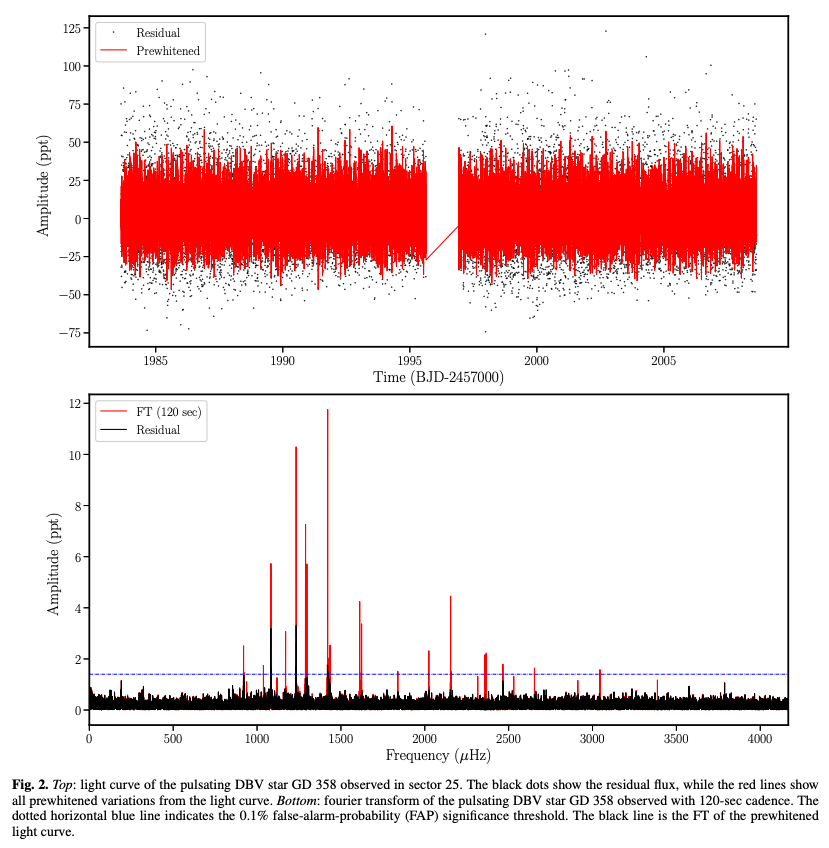 125
100
75
50
25
0
−25
−50
−75
Amplitude (ppt)
Residual
Prewhitened
1985 1990 1995 2000 2005
Time (BJD-2457000)
12
10
8
6
4
2
0
Amplitude (ppt)
FT (120 sec)
Residual
0 500 1000 1500 2000 2500 3000 3500 4000
Frequency (μHz)
Fig. 2. Top: light curve of the pulsating DBV star GD 358 observed in sector 25. The black dots show the residual flux, while the red lines show
all prewhitened variations from the light curve. Bottom: fourier transform of the pulsating DBV star GD 358 observed with 120-sec cadence. The
dotted horizontal blue line indicates the 0.1% false-alarm-probability (FAP) significance threshold. The black line is the FT of the prewhitened
light curve.